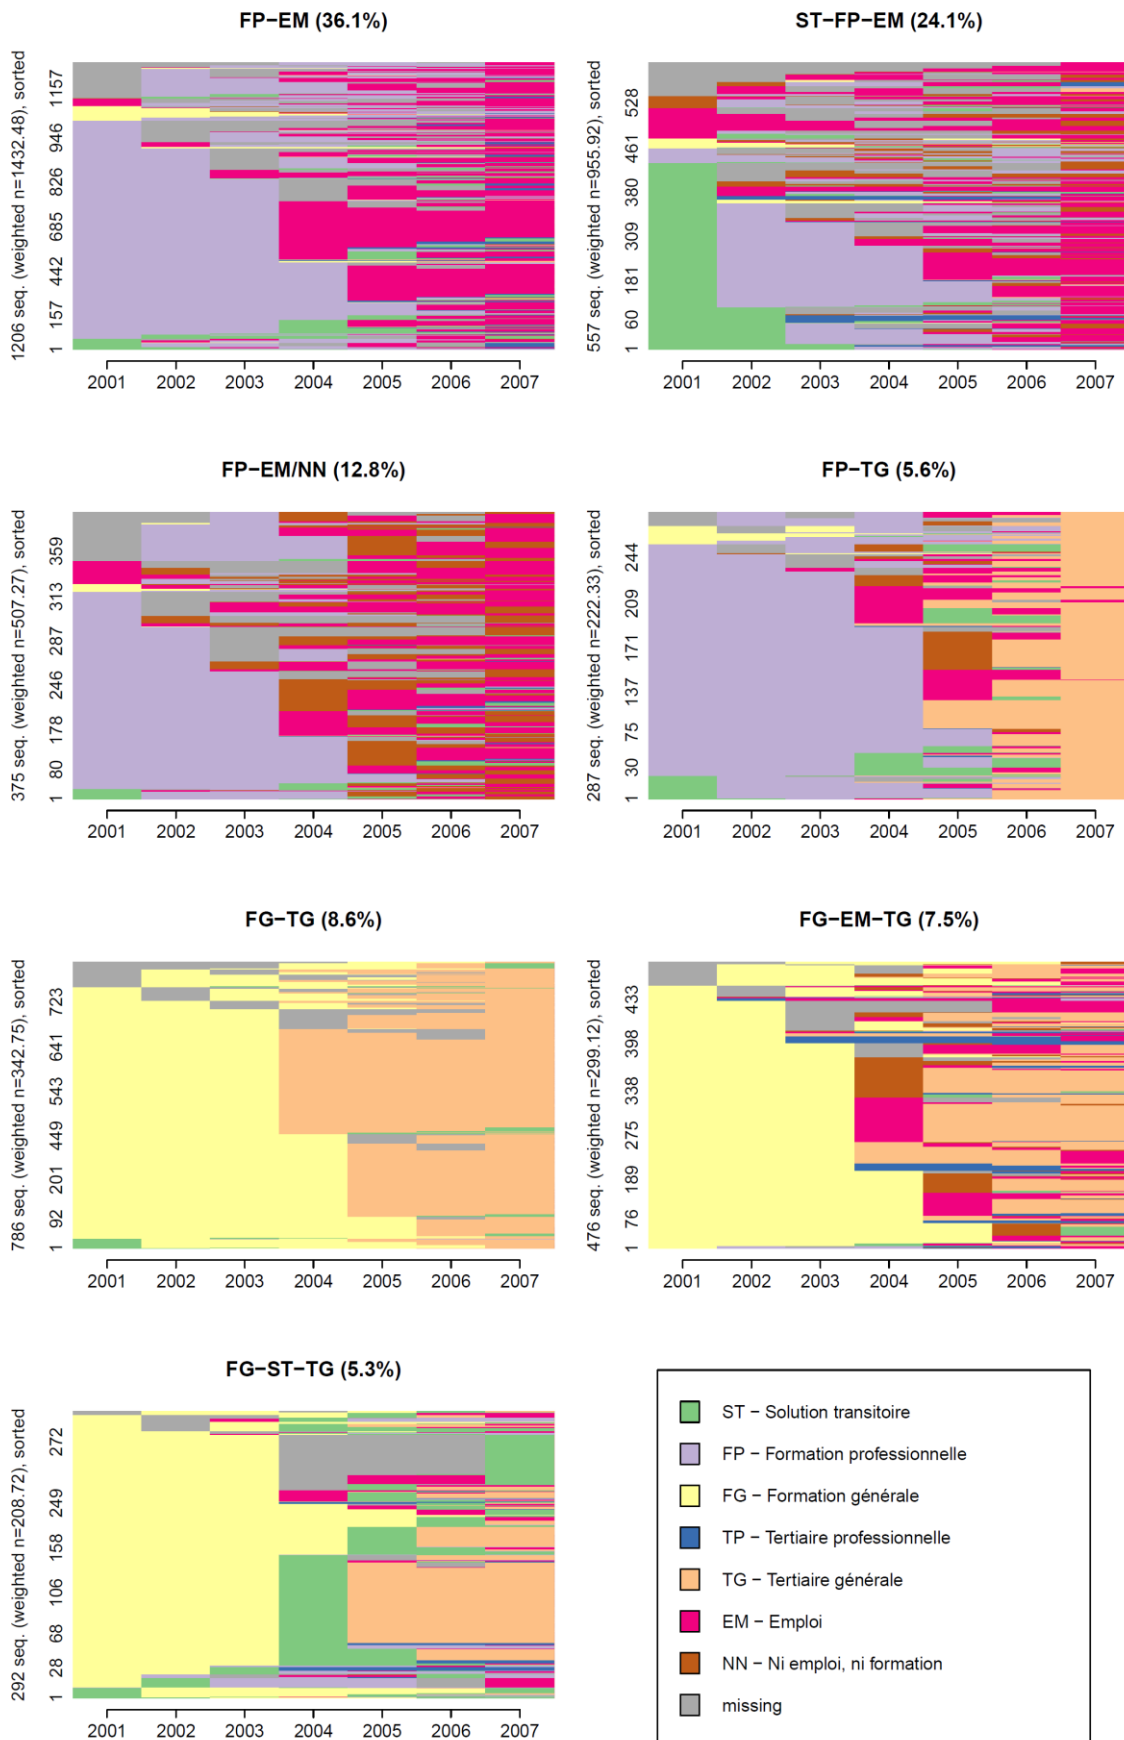 FP−EM (36.1%)
1206 seq. (weighted n=1432.48), sorted
1 157 442 685 826 946 1157
2001 2002 2003 2004 2005 2006 2007
ST−FP−EM (24.1%)
557 seq. (weighted n=955.92), sorted
1 60 181 309 380 461 528
2001 2002 2003 2004 2005 2006 2007
FP−EM/NN (12.8%)
375 seq. (weighted n=507.27), sorted
1 80 178 246 287 313 359
2001 2002 2003 2004 2005 2006 2007
FP−TG (5.6%)
287 seq. (weighted n=222.33), sorted
1 30 75 137 171 209 244
2001 2002 2003 2004 2005 2006 2007
FG−TG (8.6%)
786 seq. (weighted n=342.75), sorted
1 92 201 449 543 641 723
2001 2002 2003 2004 2005 2006 2007
FG−EM−TG (7.5%)
476 seq. (weighted n=299.12), sorted
1 76 189 275 338 398 433
2001 2002 2003 2004 2005 2006 2007
FG−ST−TG (5.3%)
292 seq. (weighted n=208.72), sorted
1 28 68 106 158 249 272
2001 2002 2003 2004 2005 2006 2007
ST − Solution transitoire
FP − Formation professionnelle
FG − Formation générale
TP − Tertiaire professionnelle
TG − Tertiaire générale
EM − Emploi
NN − Ni emploi, ni formation
missing